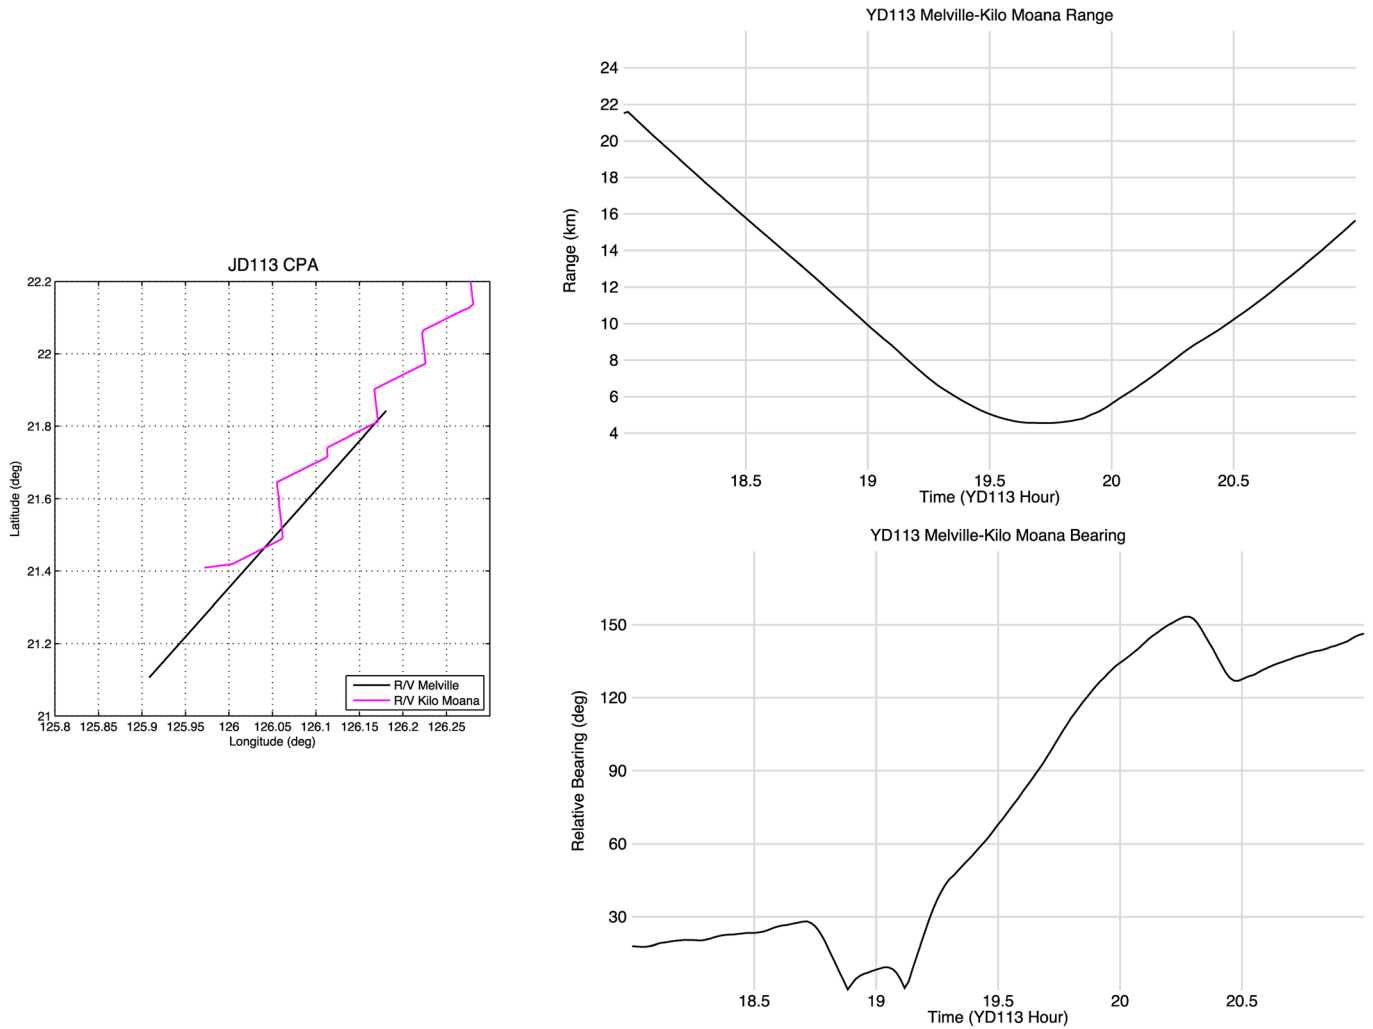 YD113 Melville-Kilo Moana Range
24
22
20
18
16
14
12
10
8
6
4
Range (km)
18.5 19 19.5 20 20.5
Time (YD113 Hour)
JD113 CPA
22.2
22
21.8
21.6
21.4
21.2
21
Latitude (deg)
125.8 125.85 125.9 125.95 126 126.05 126.1 126.15 126.2 126.25
Longitude (deg)
R/V Melville
R/V Kilo Moana
YD113 Melville-Kilo Moana Bearing
150
120
90
60
30
Relative Bearing (deg)
18.5 19 19.5 20 20.5
Time (YD113 Hour)